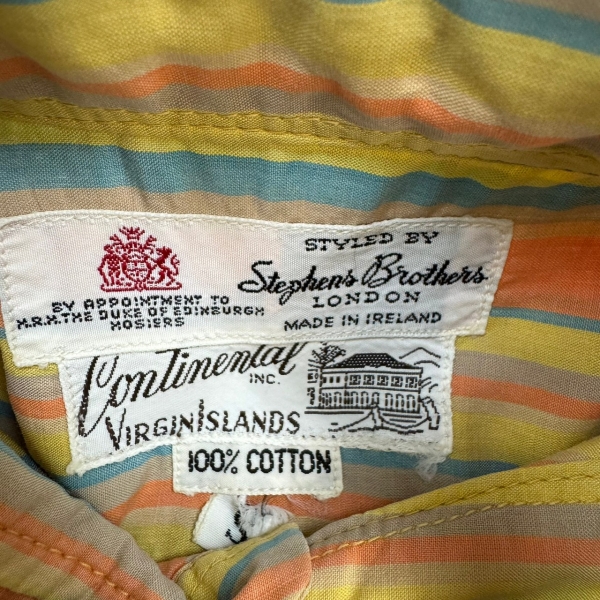 STYLED BY
Stephens Brothers
LONDON
MADE IN IRELAND
BY APPOINTMENT TO
H.R.H. THE DUKE OF EDINBURGH
HOSIERS
Continental
INC.
VIRGIN ISLANDS
100% COTTON